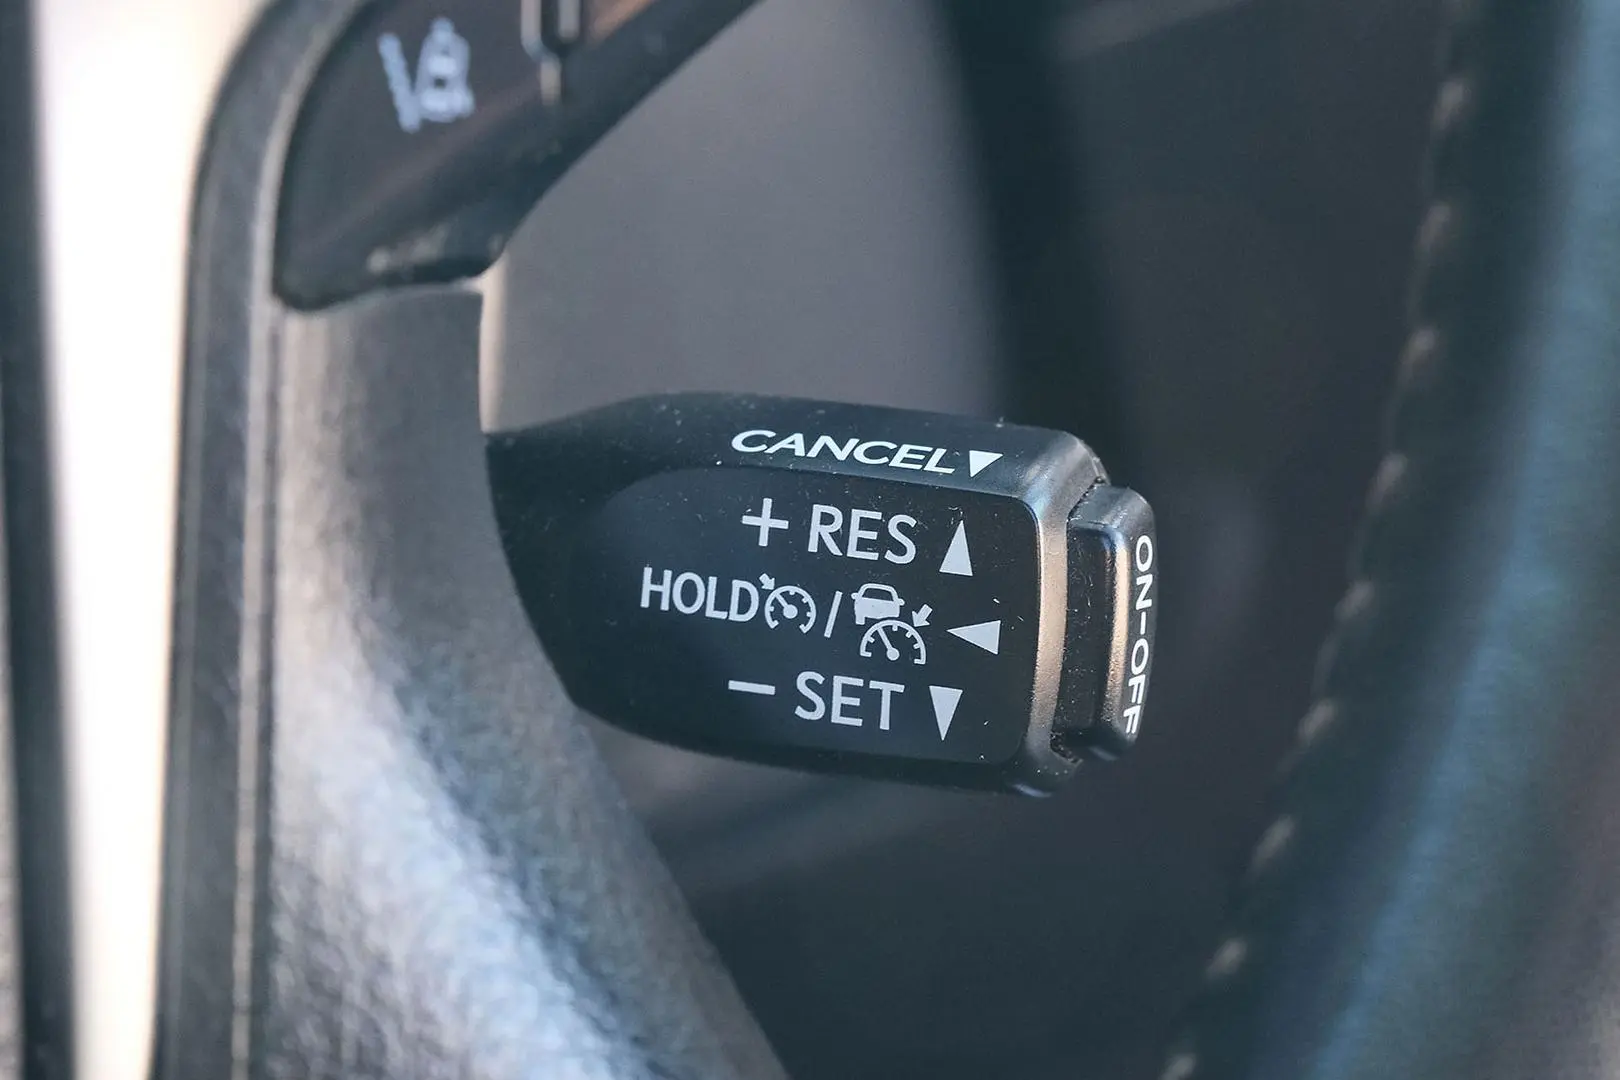 CANCEL▼
+ RES ▲
HOLD / ◀
− SET ▼
ON-OFF